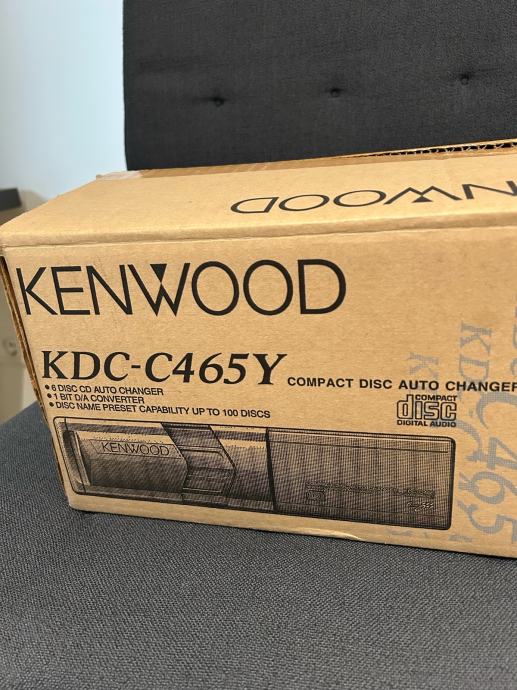 KENWOOD
KENWOOD
KDC-C465Y COMPACT DISC AUTO CHANGER
• 6 DISC CD AUTO CHANGER
• 1 BIT D/A CONVERTER
• DISC NAME PRESET CAPABILITY UP TO 100 DISCS
COMPACT
disc
DIGITAL AUDIO
KENWOOD